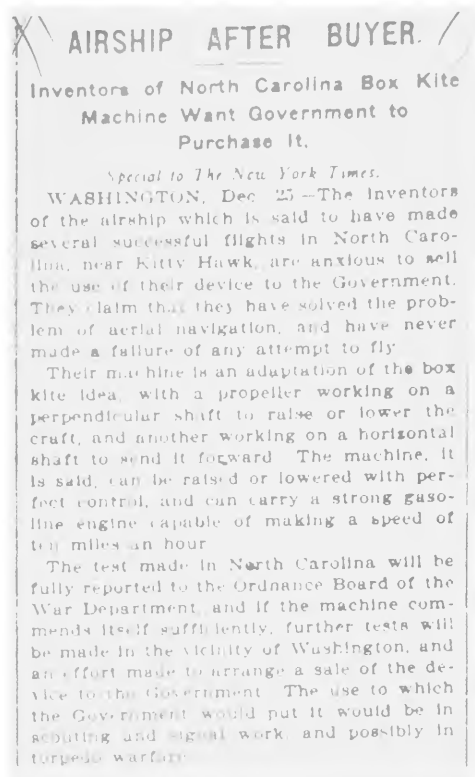 AIRSHIP AFTER BUYER.
Inventors of North Carolina Box Kite
Machine Want Government to
Purchase It.
Special to The New York Times.
WASHINGTON, Dec 25—The inventors
of the airship which is said to have made
several successful flights in North Caro-
lina, near Kitty Hawk, are anxious to sell
the use of their device to the Government.
They claim that they have solved the prob-
lem of aerial navigation, and have never
made a failure of any attempt to fly
Their machine is an adaptation of the box
kite idea, with a propeller working on a
perpendicular shaft to raise or lower the
craft, and another working on a horizontal
shaft to send it forward The machine, it
is said, can be raised or lowered with per-
fect control, and can carry a strong gaso-
line engine capable of making a speed of
ten miles an hour
The test made in North Carolina will be
fully reported to the Ordnance Board of the
War Department, and if the machine com-
mends itself sufficiently, further tests will
be made in the vicinity of Washington, and
an effort made to arrange a sale of the de-
vice to the Government The use to which
the Government would put it would be in
scouting and signal work, and possibly in
torpedo warfare